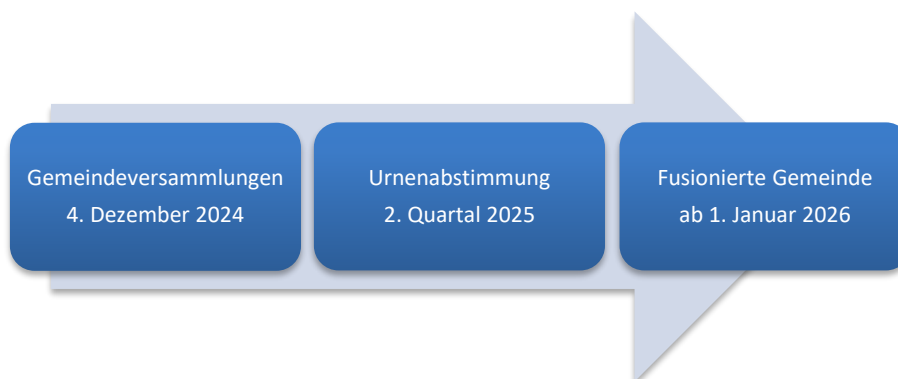 Gemeindeversammlungen
4. Dezember 2024
Urnenabstimmung
2. Quartal 2025
Fusionierte Gemeinde
ab 1. Januar 2026